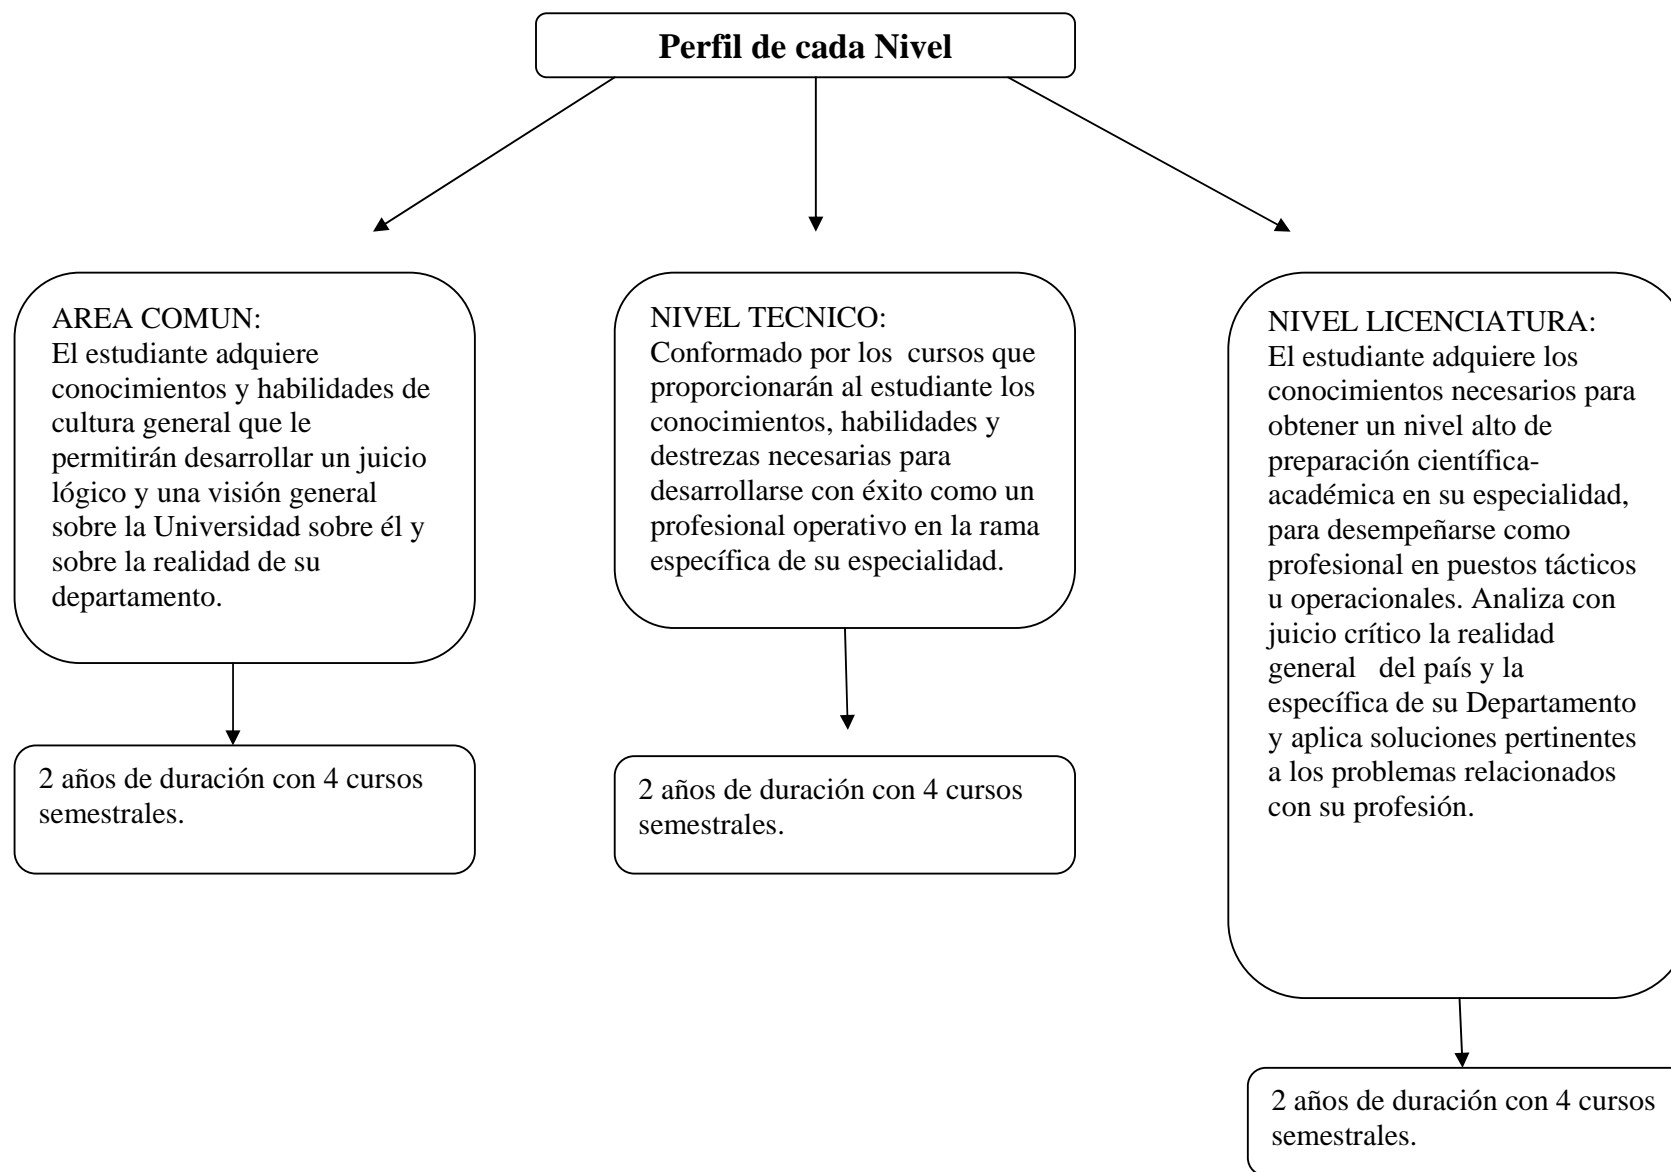 Perfil de cada Nivel
AREA COMUN:
El estudiante adquiere
conocimientos y habilidades de
cultura general que le
permitirán desarrollar un juicio
lógico y una visión general
sobre la Universidad sobre él y
sobre la realidad de su
departamento.
2 años de duración con 4 cursos
semestrales.
NIVEL TECNICO:
Conformado por los  cursos que
proporcionarán al estudiante los
conocimientos, habilidades y
destrezas necesarias para
desarrollarse con éxito como un
profesional operativo en la rama
específica de su especialidad.
2 años de duración con 4 cursos
semestrales.
NIVEL LICENCIATURA:
El estudiante adquiere los
conocimientos necesarios para
obtener un nivel alto de
preparación científica-
académica en su especialidad,
para desempeñarse como
profesional en puestos tácticos
u operacionales. Analiza con
juicio crítico la realidad
general   del país y la
específica de su Departamento
y aplica soluciones pertinentes
a los problemas relacionados
con su profesión.
2 años de duración con 4 cursos
semestrales.